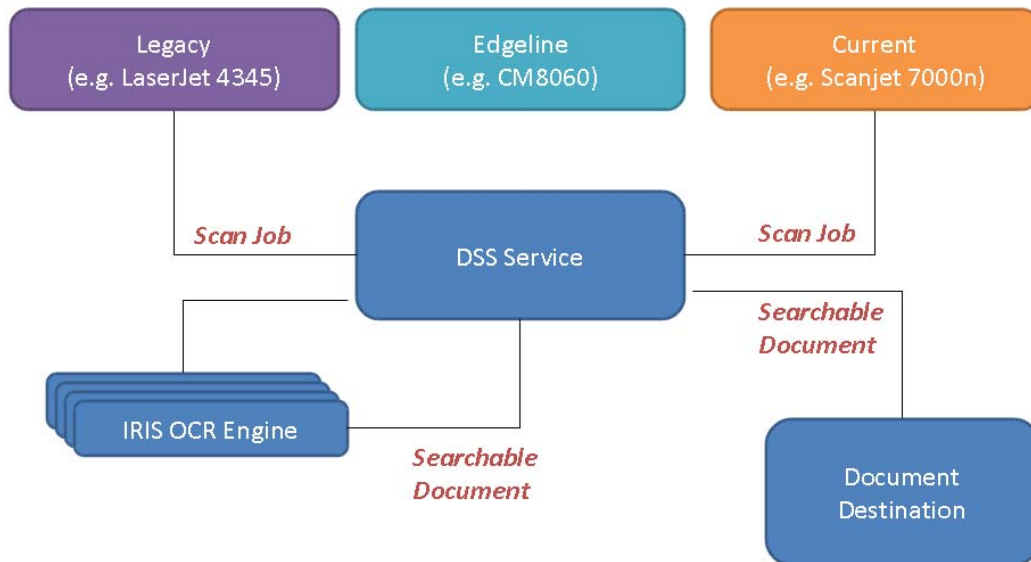 Legacy
(e.g. LaserJet 4345)
Edgeline
(e.g. CM8060)
Current
(e.g. Scanjet 7000n)
Scan Job
DSS Service
Scan Job
Searchable
Document
IRIS OCR Engine
Searchable
Document
Document
Destination